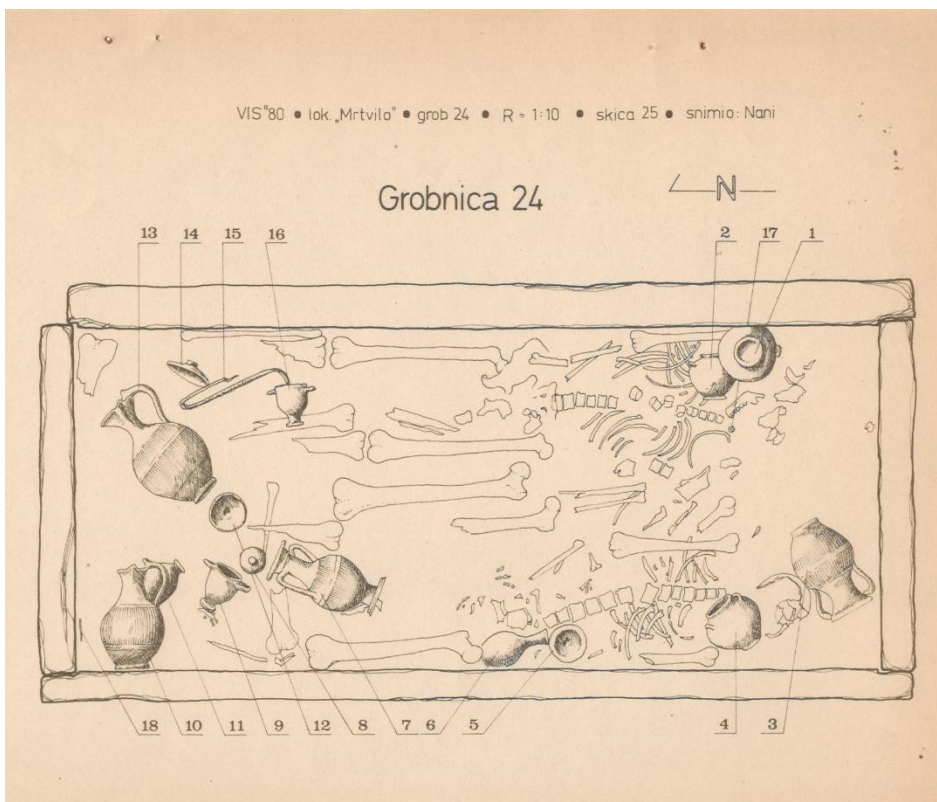 VIS "80 ● lok. „Mrtvilo" ● grob 24 ● R = 1:10 ● skica 25 ● snimio: Nani
Grobnica 24
N
13 14 15 16 2 17 1
18 10 11 9 12 8 7 6 5 4 3